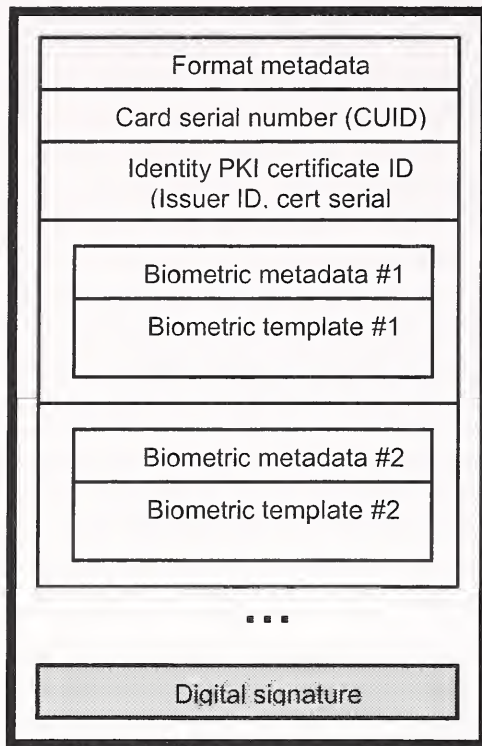 Format metadata
Card serial number (CUID)
Identity PKI certificate ID
(Issuer ID. cert serial
Biometric metadata #1
Biometric template #1
Biometric metadata #2
Biometric template #2
...
Digital signature